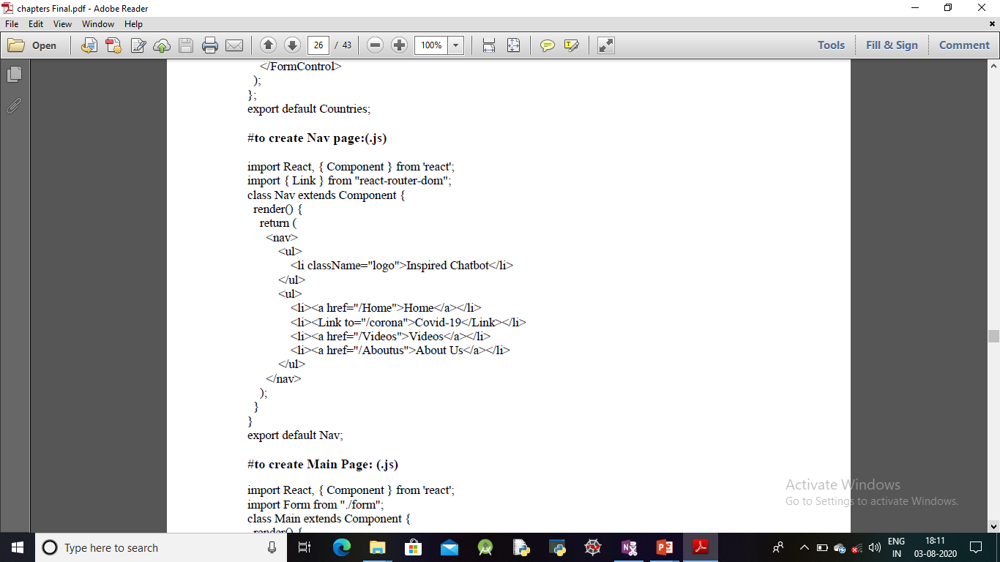 chapters Final.pdf - Adobe Reader
File Edit View Window Help
Open 26 / 43 100% Tools Fill & Sign Comment
</FormControl>
);
};
export default Countries;
#to create Nav page:(.js)
import React, { Component } from 'react';
import { Link } from "react-router-dom";
class Nav extends Component {
render() {
return (
<nav>
<ul>
<li className="logo">Inspired Chatbot</li>
</ul>
<ul>
<li><a href="/Home">Home</a></li>
<li><Link to="/corona">Covid-19</Link></li>
<li><a href="/Videos">Videos</a></li>
<li><a href="/Aboutus">About Us</a></li>
</ul>
</nav>
);
}
}
export default Nav;
#to create Main Page: (.js)
import React, { Component } from 'react';
import Form from "./form";
class Main extends Component {
render() {
Activate Windows
Go to Settings to activate Windows.
Type here to search
ENG
IN
18:11
03-08-2020